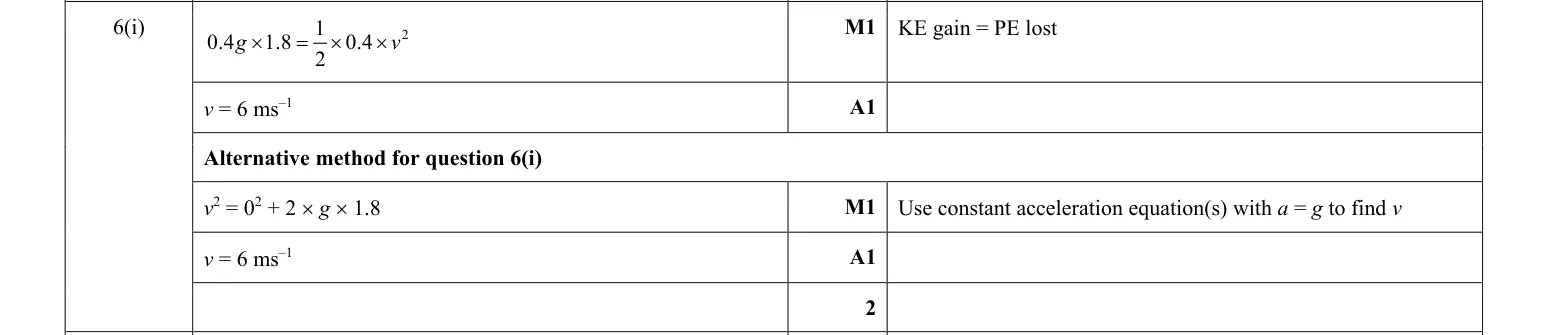 6(i) 0.4g × 1.8 = 1/2 × 0.4 × v² M1 KE gain = PE lost
v = 6 ms⁻¹ A1
Alternative method for question 6(i)
v² = 0² + 2 × g × 1.8 M1 Use constant acceleration equation(s) with a = g to find v
v = 6 ms⁻¹ A1
2